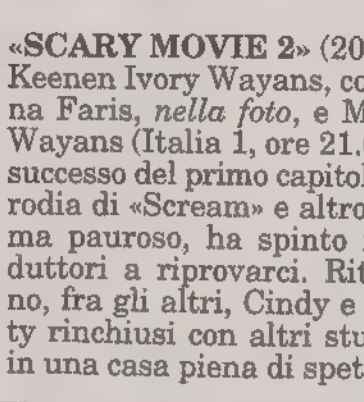 «SCARY MOVIE 2» (20
Keenen Ivory Wayans, co
na Faris, nella foto, e M
Wayans (Italia 1, ore 21.
successo del primo capitol
rodia di «Scream» e altro
ma pauroso, ha spinto
duttori a riprovarci. Rit
no, fra gli altri, Cindy e
ty rinchiusi con altri stu
in una casa piena di spet